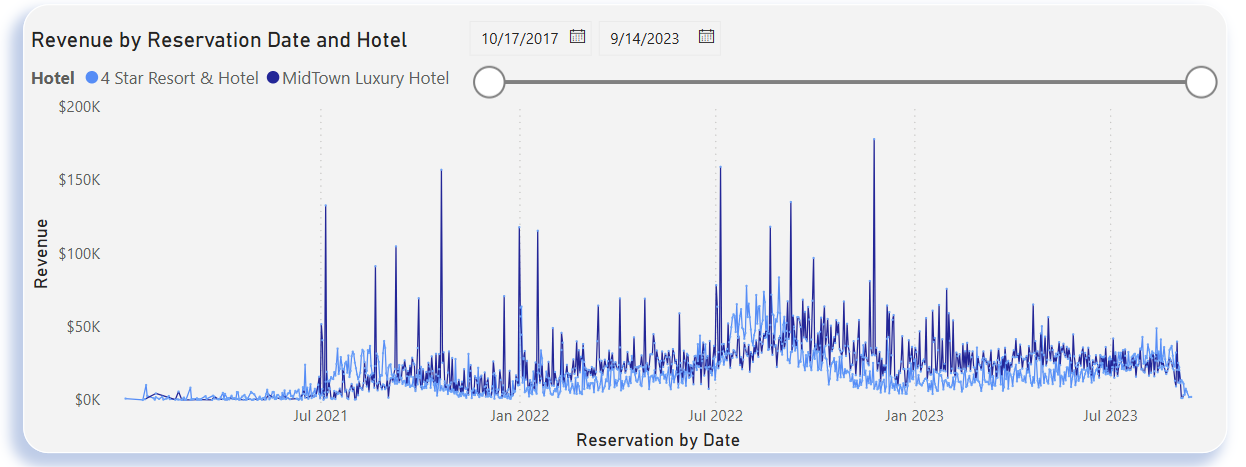 Revenue by Reservation Date and Hotel
10/17/2017 9/14/2023
Hotel 4 Star Resort & Hotel MidTown Luxury Hotel
$200K
$150K
$100K
$50K
$0K
Revenue
Jul 2021 Jan 2022 Jul 2022 Jan 2023 Jul 2023
Reservation by Date